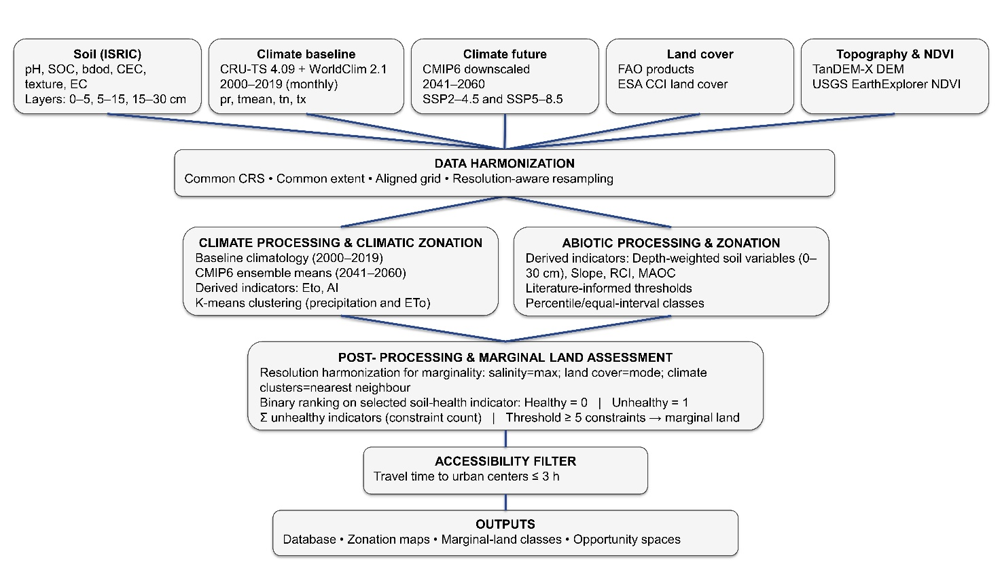 Soil (ISRIC)
pH, SOC, bdod, CEC,
texture, EC
Layers: 0–5, 5–15, 15–30 cm
Climate baseline
CRU-TS 4.09 + WorldClim 2.1
2000–2019 (monthly)
pr, tmean, tn, tx
Climate future
CMIP6 downscaled
2041–2060
SSP2–4.5 and SSP5–8.5
Land cover
FAO products
ESA CCI land cover
Topography & NDVI
TanDEM-X DEM
USGS EarthExplorer NDVI
DATA HARMONIZATION
Common CRS • Common extent • Aligned grid • Resolution-aware resampling
CLIMATE PROCESSING & CLIMATIC ZONATION
Baseline climatology (2000–2019)
CMIP6 ensemble means (2041–2060)
Derived indicators: Eto, AI
K-means clustering (precipitation and ETo)
ABIOTIC PROCESSING & ZONATION
Derived indicators: Depth-weighted soil variables (0–
30 cm), Slope, RCI, MAOC
Literature-informed thresholds
Percentile/equal-interval classes
POST- PROCESSING & MARGINAL LAND ASSESSMENT
Resolution harmonization for marginality: salinity=max; land cover=mode; climate
clusters=nearest neighbour
Binary ranking on selected soil-health indicator: Healthy = 0 | Unhealthy = 1
Σ unhealthy indicators (constraint count) | Threshold ≥ 5 constraints → marginal land
ACCESSIBILITY FILTER
Travel time to urban centers ≤ 3 h
OUTPUTS
Database • Zonation maps • Marginal-land classes • Opportunity spaces